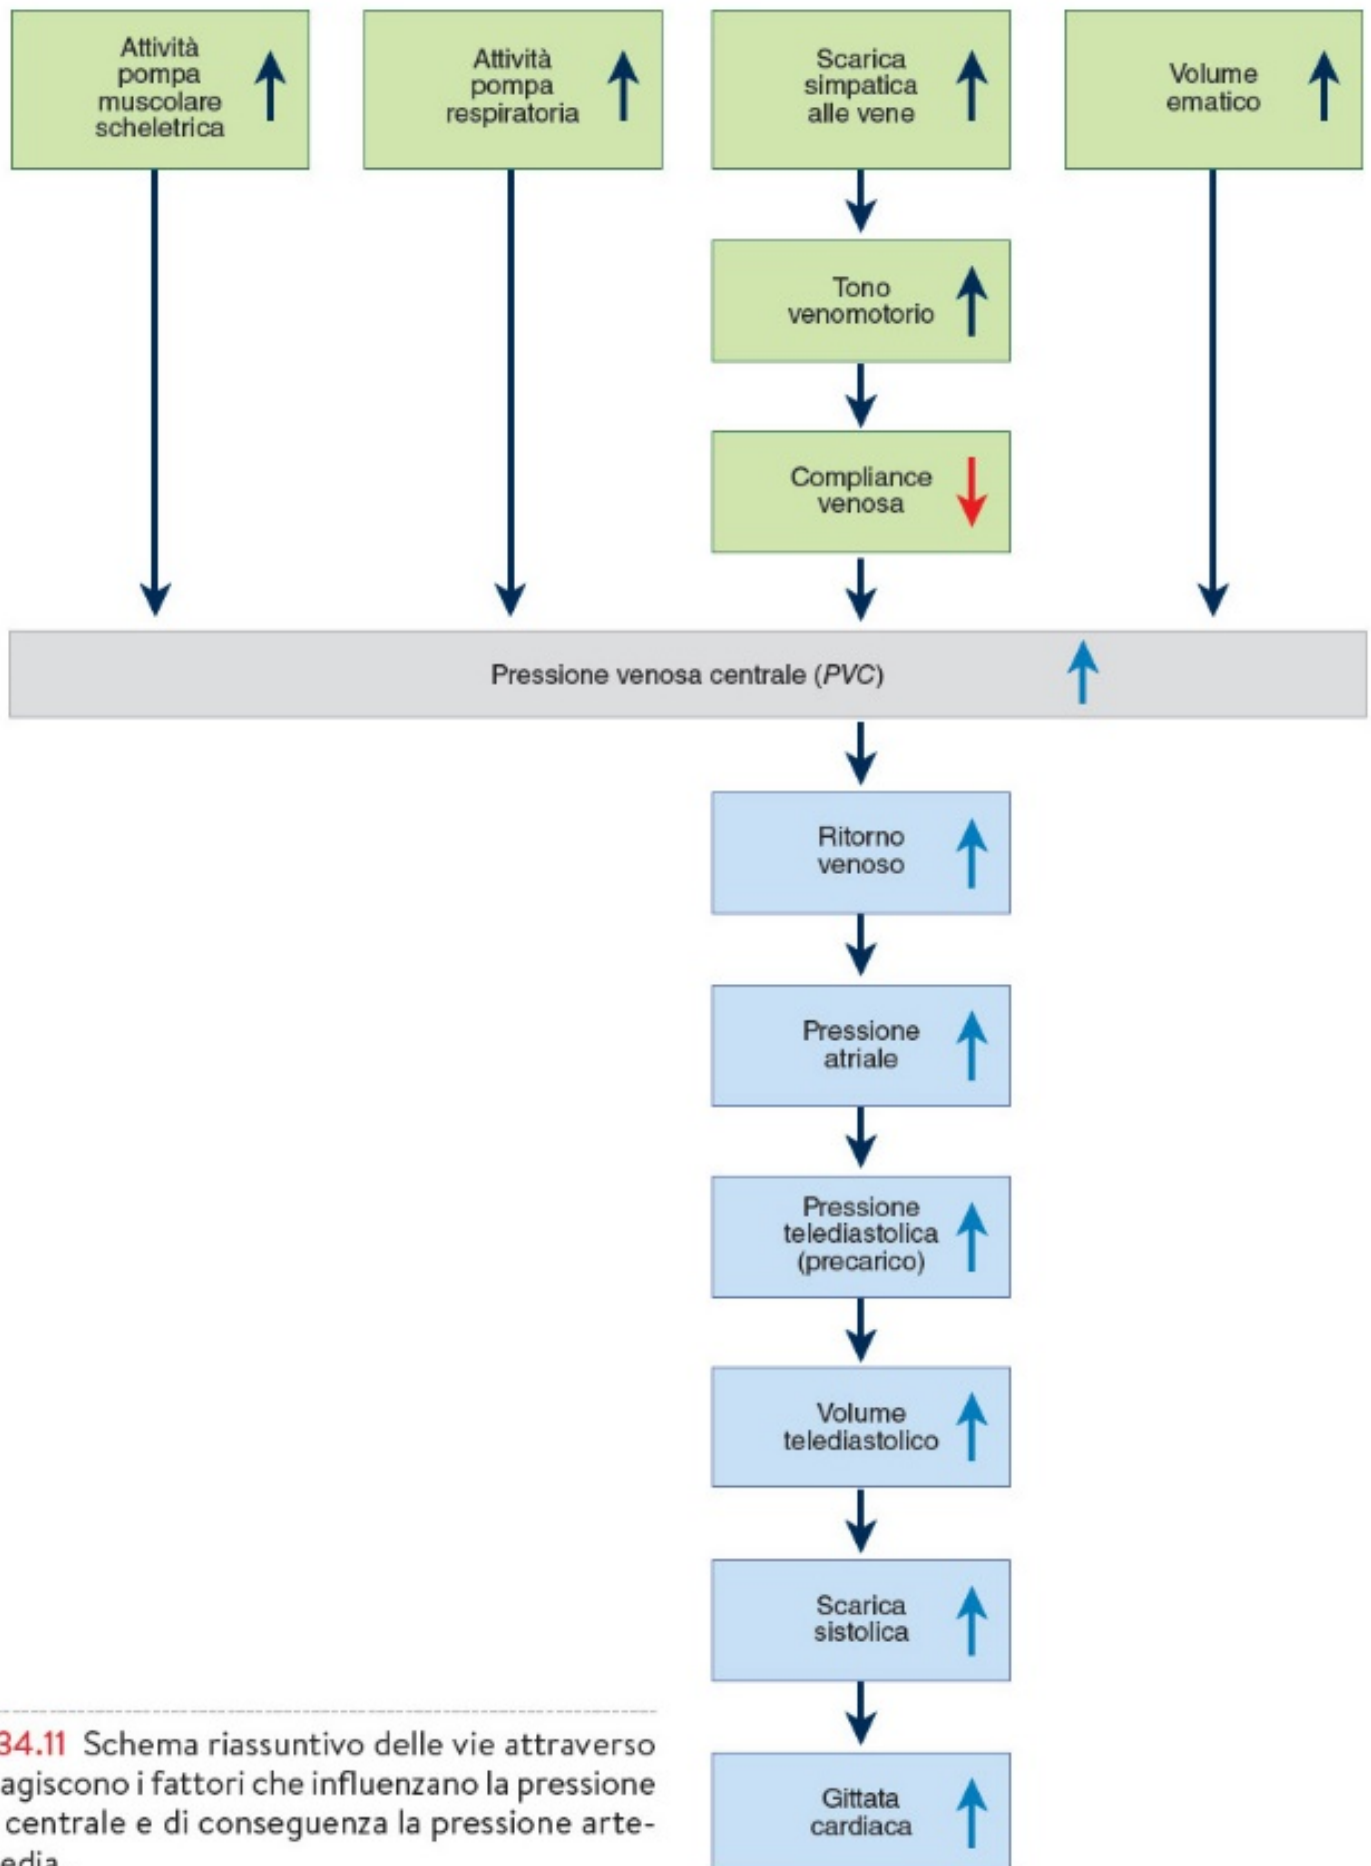 Attività
pompa
muscolare
scheletrica
Attività
pompa
respiratoria
Scarica
simpatica
alle vene
Volume
ematico
Tono
venomotorio
Compliance
venosa
Pressione venosa centrale (PVC)
Ritorno
venoso
Pressione
atriale
Pressione
telediastolica
(precarico)
Volume
telediastolico
Scarica
sistolica
Gittata
cardiaca
34.11 Schema riassuntivo delle vie attraverso
agiscono i fattori che influenzano la pressione
centrale e di conseguenza la pressione arte-